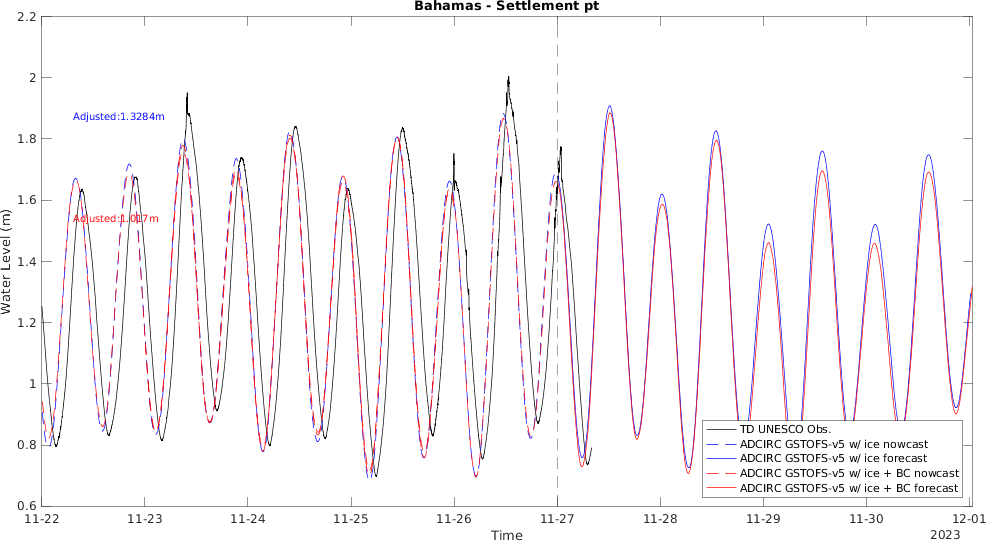 Bahamas - Settlement pt
2.2
2
1.8
1.6
1.4
1.2
1
0.8
0.6
Water Level (m)
Adjusted:1.3284m
Adjusted:1.017m
TD UNESCO Obs.
ADCIRC GSTOFS-v5 w/ ice nowcast
ADCIRC GSTOFS-v5 w/ ice forecast
ADCIRC GSTOFS-v5 w/ ice + BC nowcast
ADCIRC GSTOFS-v5 w/ ice + BC forecast
11-22 11-23 11-24 11-25 11-26 11-27 11-28 11-29 11-30 12-01
Time
2023